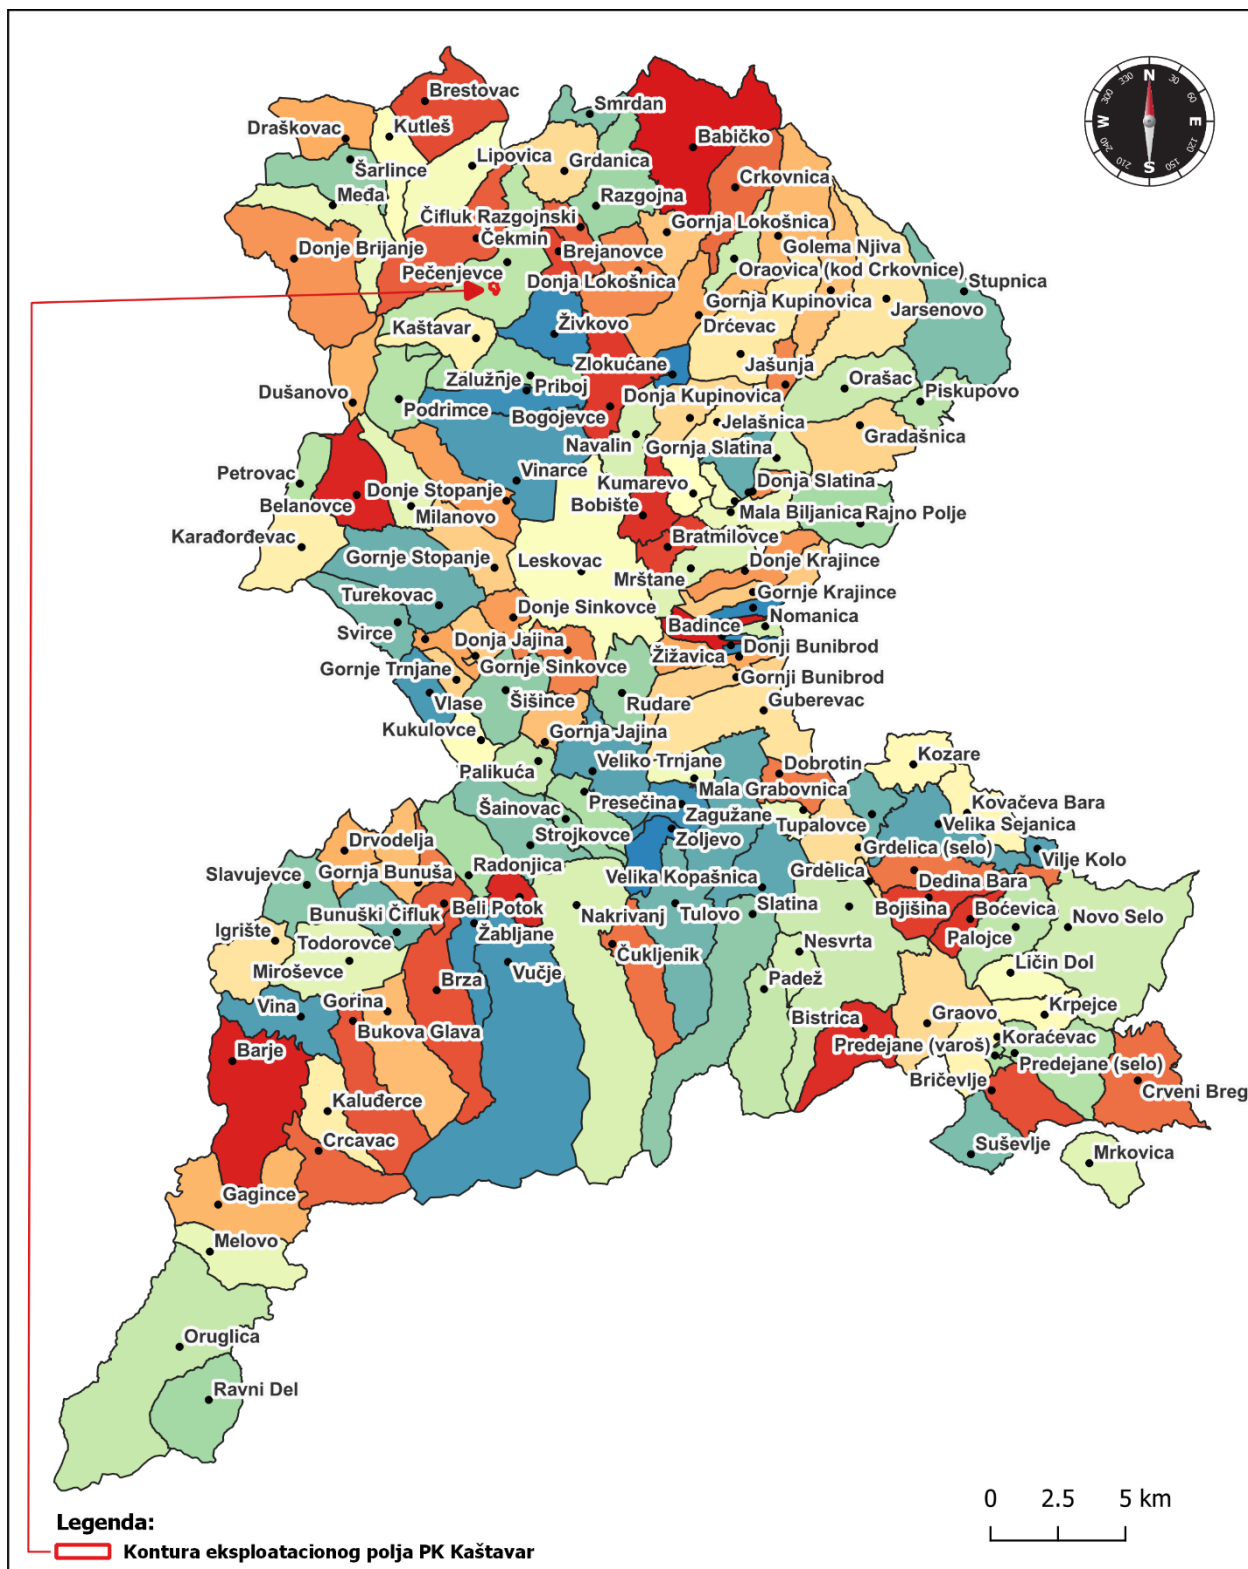 Brestovac
Smrdan
N
330
30
300
60
W
E
240
120
210
150
S
Draškovac
Kutleš
Babičko
Lipovica
Grdanica
Šarlince
Crkovnica
Međa
Razgojna
Čifluk Razgojnski
Gornja Lokošnica
Čekmin
Golema Njiva
Donje Brijanje
Brejanovce
Pečenjevce
Oraovica (kod Crkovnice)
Donja Lokošnica
Stupnica
Gornja Kupinovica
Jarsenovo
Kaštavar
Živkovo
Drćevac
Zlokućane
Jašunja
Zalužnje
Priboj
Orašac
Dušanovo
Podrimce
Donja Kupinovica
Piskupovo
Bogojevce
Jelašnica
Navalin
Gornja Slatina
Gradašnica
Petrovac
Vinarce
Kumarevo
Donja Slatina
Belanovce
Donje Stopanje
Milanovo
Bobište
Mala Biljanica
Rajno Polje
Karađorđevac
Bratmilovce
Gornje Stopanje
Leskovac
Donje Krajince
Mrštane
Turekovac
Gornje Krajince
Donje Sinkovce
Nomanica
Svirce
Badince
Donja Jajina
Donji Bunibrod
Gornje Trnjane
Gornje Sinkovce
Žižavica
Gornji Bunibrod
Vlase
Šišince
Rudare
Guberevac
Kukulovce
Gornja Jajina
Kozare
Palikuća
Veliko Trnjane
Dobrotin
Mala Grabovnica
Šainovac
Presečina
Kovačeva Bara
Zagužane
Tupalovce
Velika Sejanica
Drvodelja
Strojkovce
Zoljevo
Grdelica (selo)
Vilje Kolo
Slavujevce
Gornja Bunuša
Radonjica
Velika Kopašnica
Grdelica
Dedina Bara
Bunuški Čifluk
Beli Potok
Nakrivanj
Tulovo
Slatina
Bojišina
Boćevica
Novo Selo
Igrište
Todorovce
Žabljane
Palojce
Miroševce
Vučje
Čukljenik
Nesvrta
Ličin Dol
Brza
Padež
Vina
Gorina
Bistrica
Graovo
Krpejce
Bukova Glava
Predejane (varoš)
Koraćevac
Barje
Predejane (selo)
Bričevlje
Crveni Breg
Kaluđerce
Crcavac
Suševlje
Mrkovica
Gagince
Melovo
Oruglica
Ravni Del
0 2.5 5 km
Legenda:
Kontura eksploatacionog polja PK Kaštavar